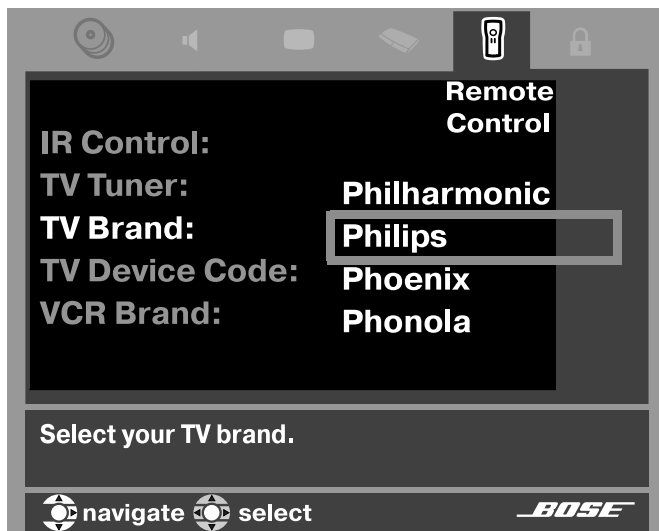 Remote
Control
IR Control:
TV Tuner:
Philharmonic
TV Brand:
Philips
TV Device Code:
Phoenix
VCR Brand:
Phonola
Select your TV brand.
navigate select
BOSE